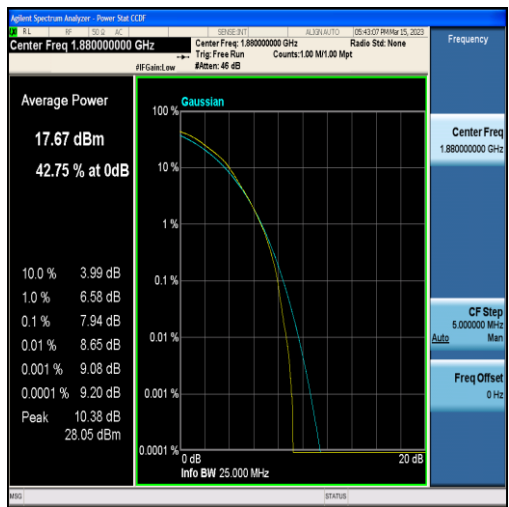 Agilent Spectrum Analyzer - Power Stat CCDF
RL RF 50 Ω AC SENSE:INT ALIGN AUTO 05:43:07 PM Mar 15, 2023
Center Freq 1.880000000 GHz
Center Freq: 1.880000000 GHz Radio Std: None
Trig: Free Run Counts:1.00 M/1.00 Mpt
#IFGain:Low #Atten: 46 dB
Frequency
Average Power
17.67 dBm
42.75 % at 0dB
10.0 % 3.99 dB
1.0 % 6.58 dB
0.1 % 7.94 dB
0.01 % 8.65 dB
0.001 % 9.08 dB
0.0001 % 9.20 dB
Peak 10.38 dB
28.05 dBm
Gaussian
100 %
10 %
1 %
0.1 %
0.01 %
0.001 %
0.0001 %
0 dB 20 dB
Info BW 25.000 MHz
Center Freq
1.880000000 GHz
CF Step
5.000000 MHz
Auto Man
Freq Offset
0 Hz
MSG STATUS